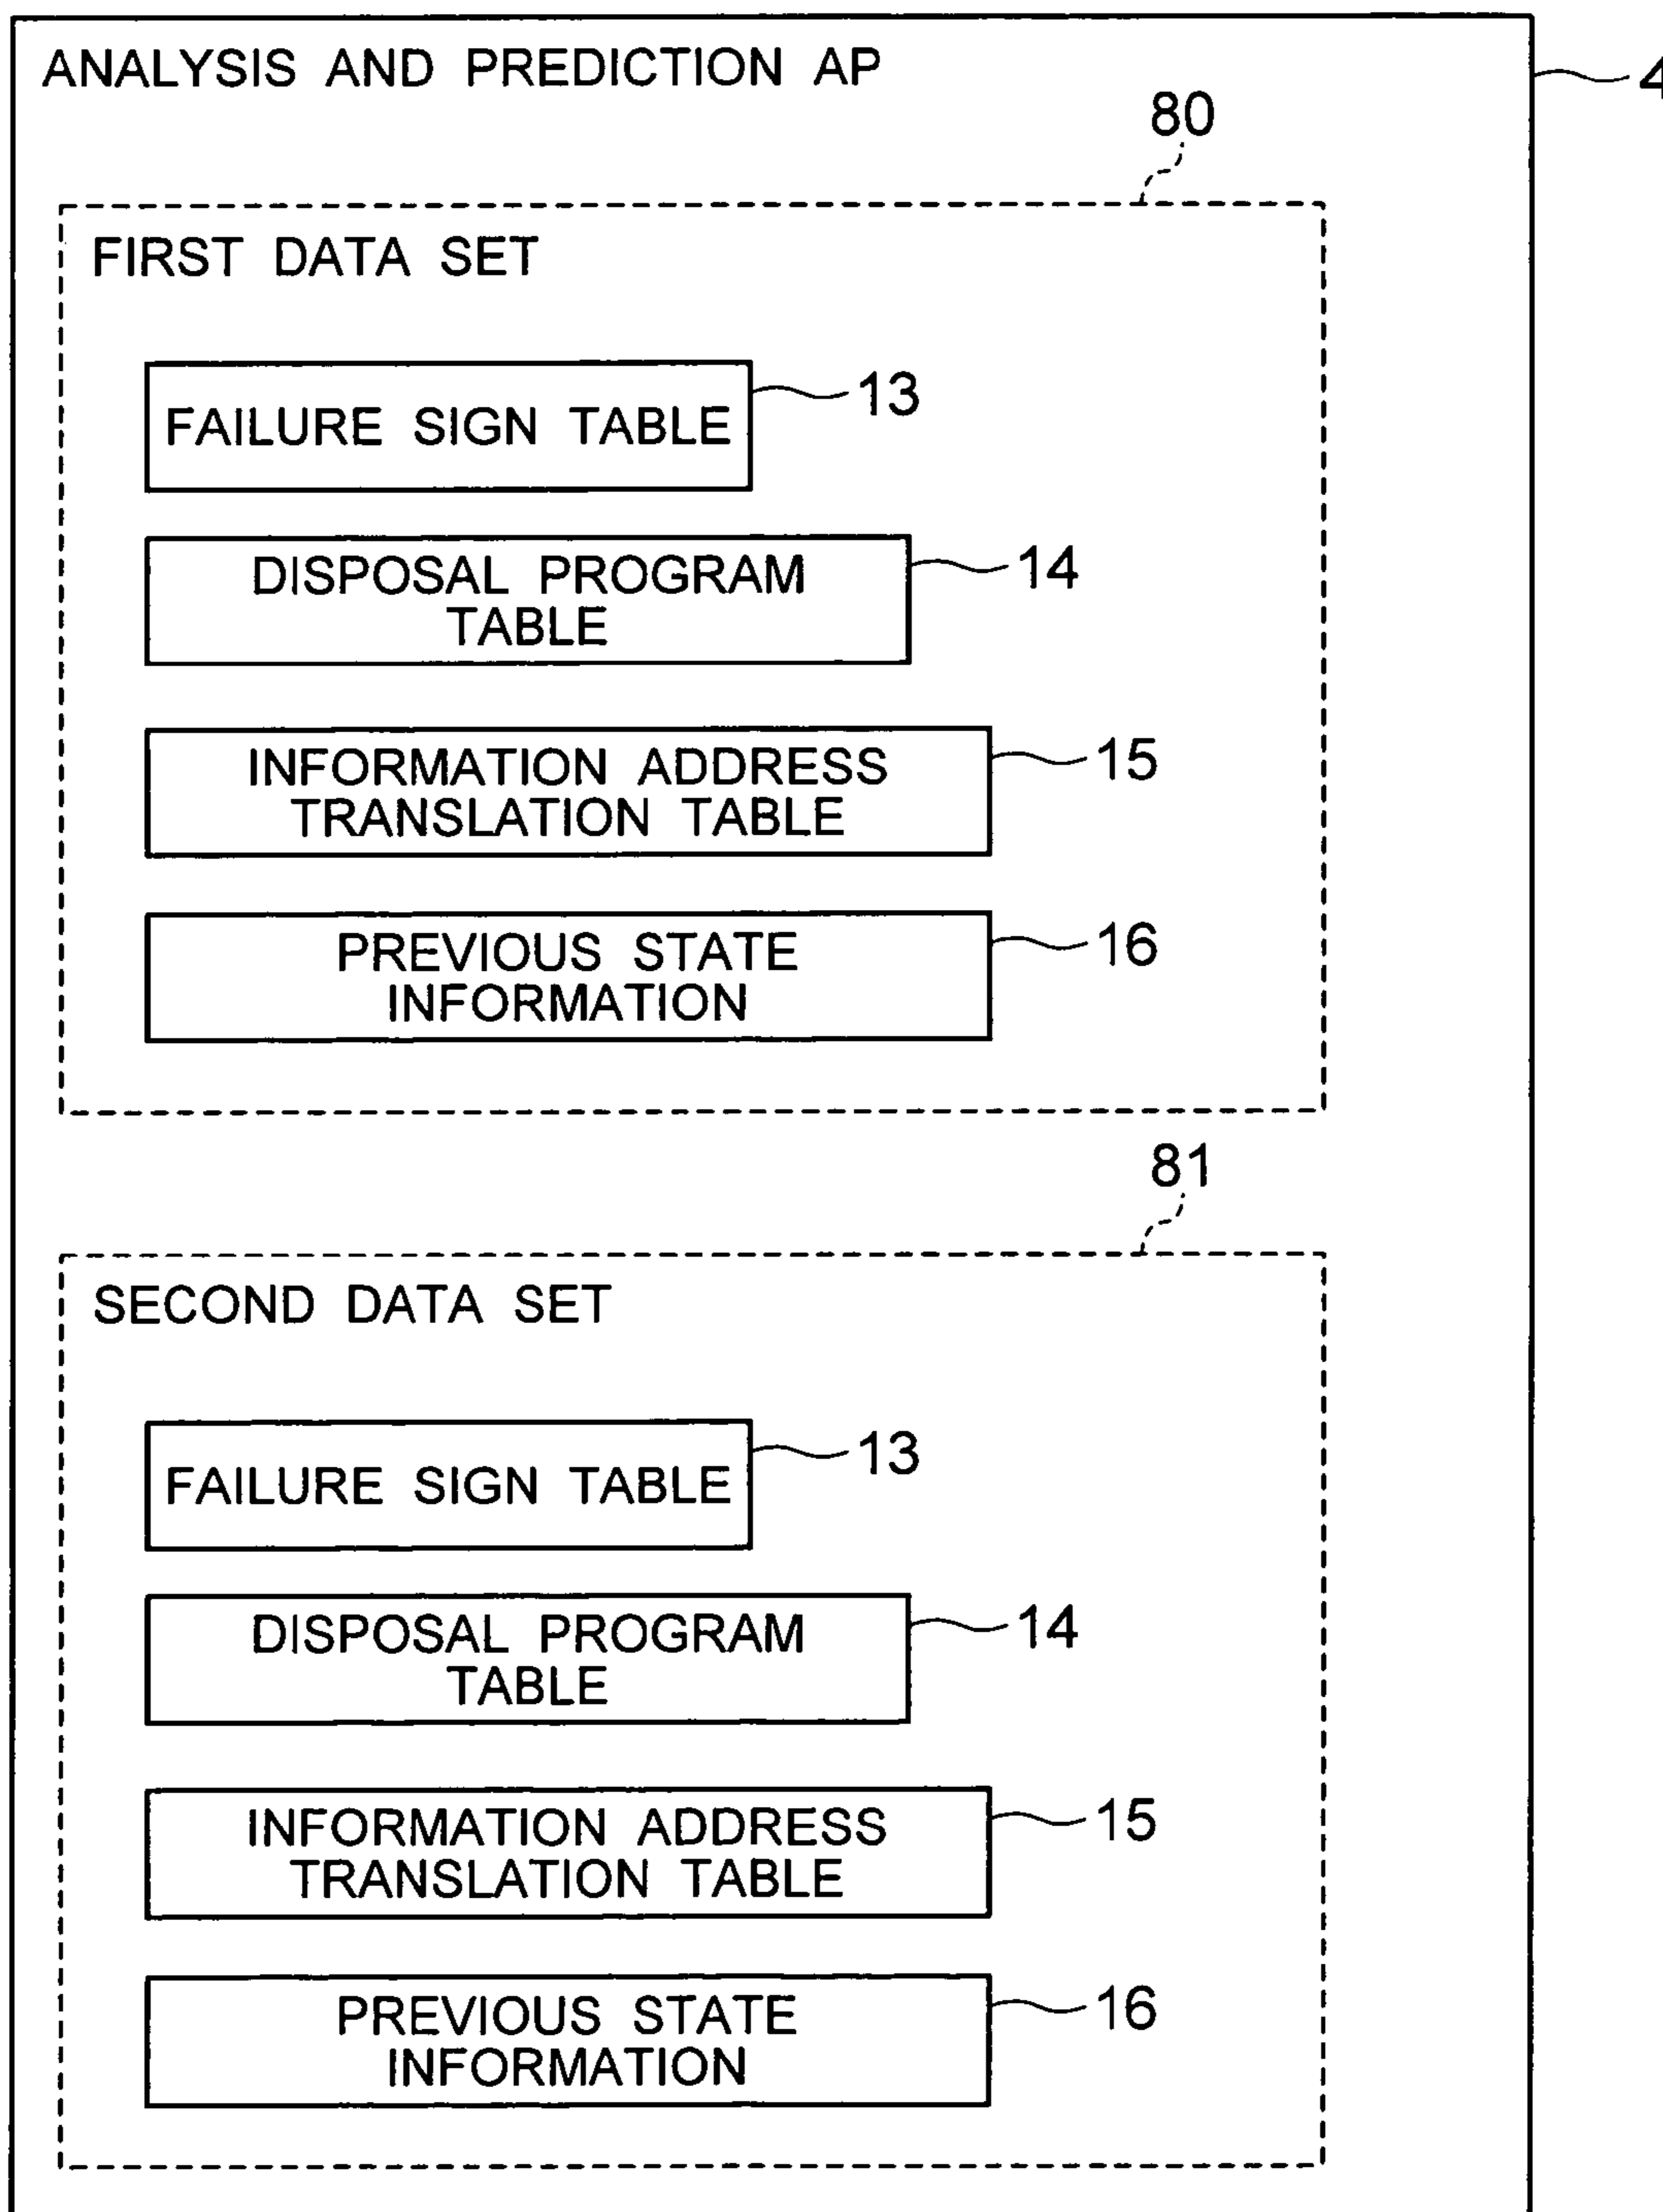 ANALYSIS AND PREDICTION AP
4
80
FIRST DATA SET
FAILURE SIGN TABLE
13
DISPOSAL PROGRAM
TABLE
14
INFORMATION ADDRESS
TRANSLATION TABLE
15
PREVIOUS STATE
INFORMATION
16
81
SECOND DATA SET
FAILURE SIGN TABLE
13
DISPOSAL PROGRAM
TABLE
14
INFORMATION ADDRESS
TRANSLATION TABLE
15
PREVIOUS STATE
INFORMATION
16